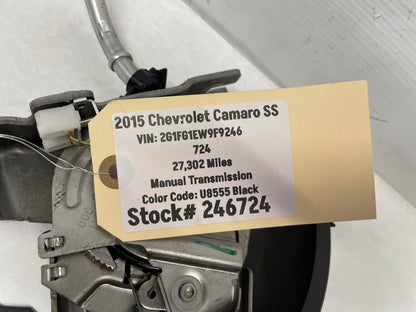 2015 Chevrolet Camaro SS
VIN: 2G1FG1EW9F9246
724
27,302 Miles
Manual Transmission
Color Code: U8555 Black
Stock# 246724